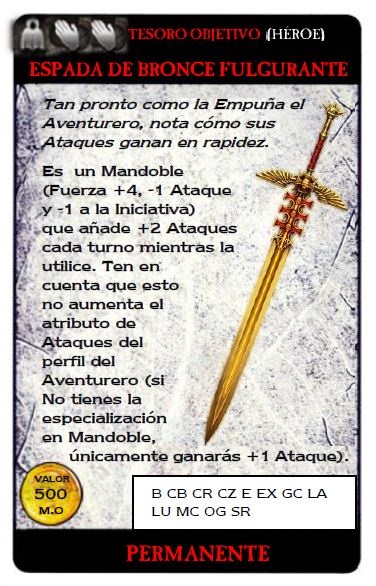 TESORO OBJETIVO (HÉROE)
ESPADA DE BRONCE FULGURANTE
Tan pronto como la Empuña el
Aventurero, nota cómo sus
Ataques ganan en rapidez.
Es un Mandoble
(Fuerza +4, -1 Ataque
y -1 a la Iniciativa)
que añade +2 Ataques
cada turno mientras la
utilice. Ten en
cuenta que esto
no aumenta el
atributo de
Ataques del
perfil del
Aventurero (si
No tienes la
especialización
en Mandoble,
únicamente ganarás +1 Ataque).
VALOR
500
M.O
B CB CR CZ E EX GC LA
LU MC OG SR
PERMANENTE